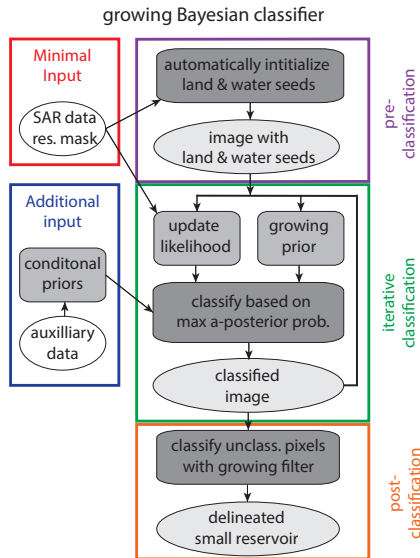 growing Bayesian classifier
Minimal
Input
SAR data
res. mask
automatically intitialize
land & water seeds
image with
land & water seeds
pre-
classification
Additional
input
conditonal
priors
auxilliary
data
update
likelihood
growing
prior
classify based on
max a-posterior prob.
classified
image
iterative
classification
classify unclass. pixels
with growing filter
delineated
small reservoir
post-
classification